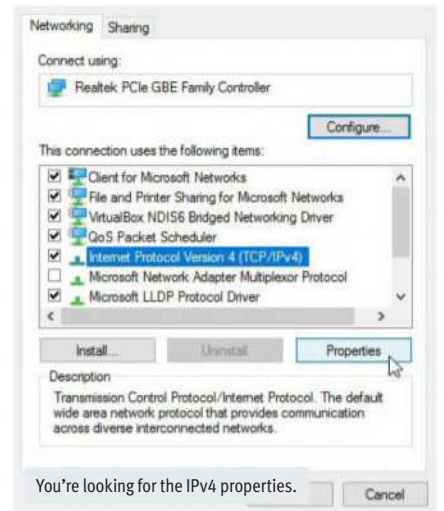 Networking Sharing
Connect using:
Realtek PCIe GBE Family Controller
Configure...
This connection uses the following items:
Client for Microsoft Networks
File and Printer Sharing for Microsoft Networks
VirtualBox NDIS6 Bridged Networking Driver
QoS Packet Scheduler
Internet Protocol Version 4 (TCP/IPv4)
Microsoft Network Adapter Multiplexor Protocol
Microsoft LLDP Protocol Driver
Install... Uninstall Properties
Description
Transmission Control Protocol/Internet Protocol. The default
wide area network protocol that provides communication
across diverse interconnected networks.
You're looking for the IPv4 properties.
Cancel